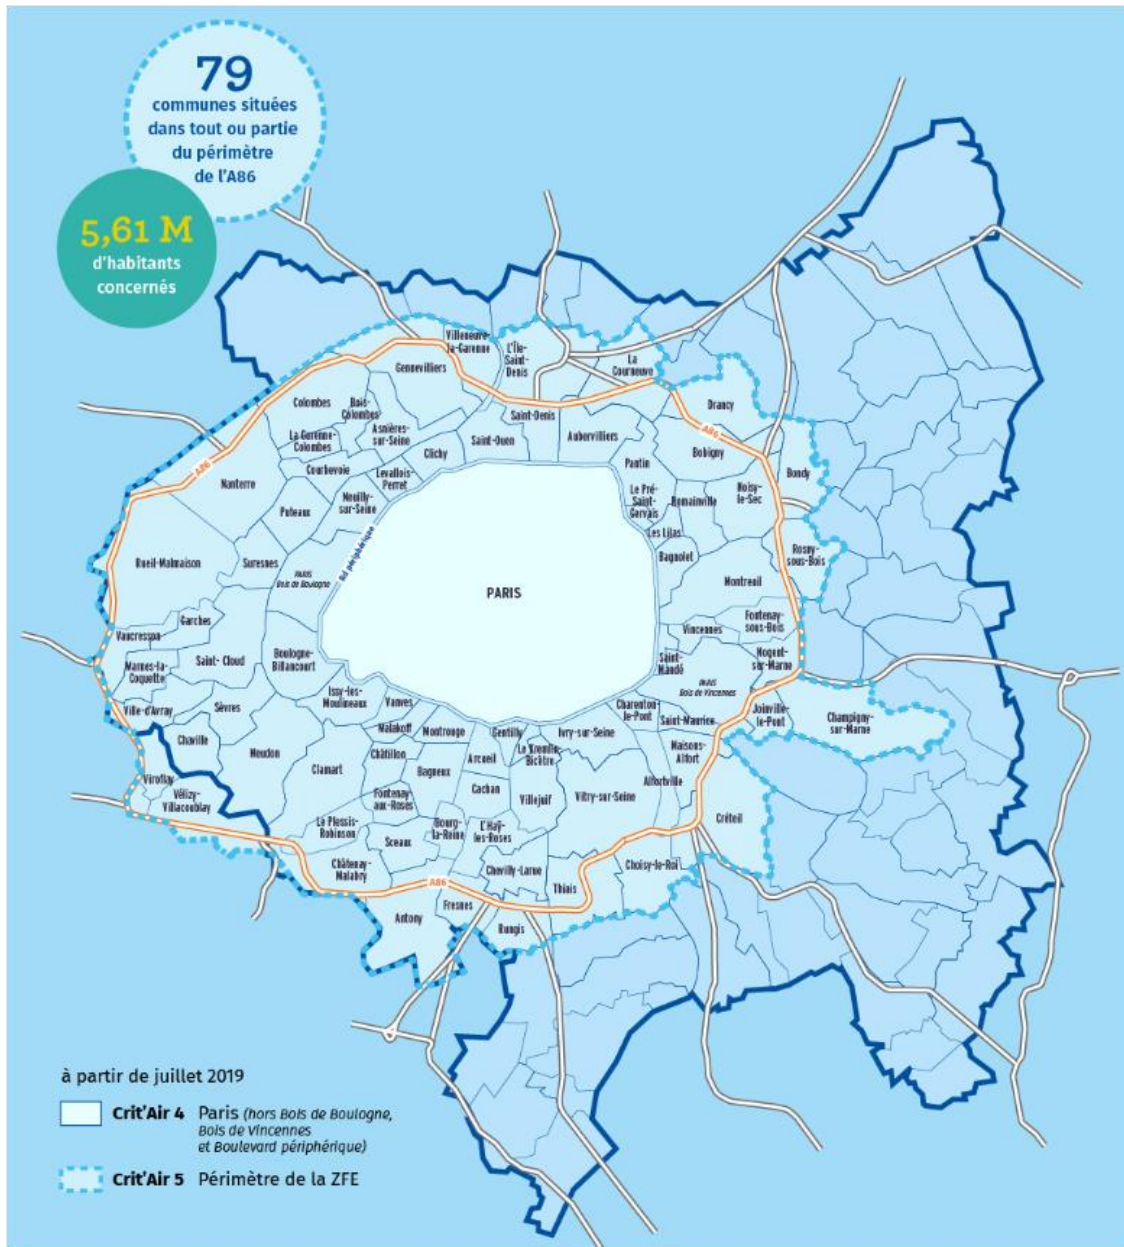 79
communes situées
dans tout ou partie
du périmètre
de l'A86
5,61 M
d'habitants
concernés
Villeneuve-
la-Garenne
L'Île-
Saint-
Denis
La
Courneuve
Gennevilliers
Drancy
Colombes
Bois-
Colombes
Saint-Denis
A86
Asnières-
sur-Seine
La Garenne-
Colombes
Saint-Ouen
Aubervilliers
Clichy
Bobigny
A86
Courbevoie
Levallois-
Perret
Pantin
Bondy
Nanterre
Noisy-
le-Sec
Neuilly-
sur-Seine
Le Pré-
Saint-
Gervais
Romainville
Puteaux
Les Lilas
Bd périphérique
Rosny-
sous-Bois
Rueil-Malmaison
Suresnes
Bagnolet
PARIS
Bois de Boulogne
Montreuil
PARIS
Garches
Fontenay-
sous-Bois
Vaucresson
Vincennes
Marnes-la-
Coquette
Saint- Cloud
Boulogne-
Billancourt
Saint-
Mandé
Nogent-
sur-Marne
PARIS
Bois de Vincennes
Issy-les-
Moulineaux
Ville-d'Avray
Sèvres
Vanves
Charenton-
le-Pont
Saint-Maurice
Joinville-
le-Pont
Champigny-
sur-Marne
Malakoff
Montrouge
Gentilly
Ivry-sur-Seine
Chaville
Meudon
Châtillon
Arcueil
Le Kremlin-
Bicêtre
Maisons-
Alfort
Clamart
Bagneux
Viroflay
Cachan
Alfortville
Vélizy-
Villacoublay
Fontenay-
aux-Roses
Villejuif
Vitry-sur-Seine
Créteil
Le Plessis-
Robinson
Bourg-
la-Reine
L'Haÿ-
les-Roses
Sceaux
Châtenay-
Malabry
Chevilly-Larue
Choisy-le-Roi
A86
Thiais
Fresnes
Antony
Rungis
à partir de juillet 2019
Crit'Air 4 Paris (hors Bois de Boulogne,
Bois de Vincennes
et Boulevard périphérique)
Crit'Air 5 Périmètre de la ZFE